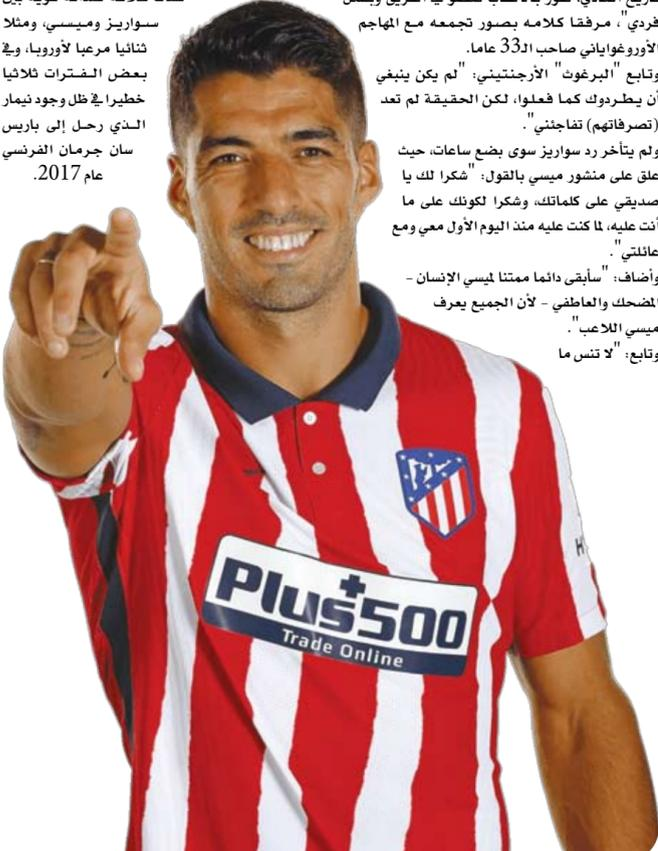 فردي"، مرفقا كلامه بصور تجمعه مع المهاجم
الأوروغواياني صاحب الـ33 عاما.
وتابع "البرغوث" الأرجنتيني: "لم يكن ينبغي
أن يطردوك كما فعلوا، لكن الحقيقة لم تعد
(تصرفاتهم) تفاجئني".
ولم يتأخر رد سواريز سوى بضع ساعات، حيث
علق على منشور ميسي بالقول: "شكرا لك يا
صديقي على كلماتك، وشكرا لكونك على ما
أنت عليه، لما كنت عليه منذ اليوم الأول معي ومع
عائلتي".
وأضاف: "سأبقى دائما ممتنا لميسي الإنسان –
المضحك والعاطفي – لأن الجميع يعرف
ميسي اللاعب".
وتابع: "لا تنس ما
سواريز وميسي، ومثلا
ثنائيا مرعبا لأوروبا، وفي
بعض الفترات ثلاثيا
خطيرا في ظل وجود نيمار
الذي رحل إلى باريس
سان جرمان الفرنسي
عام 2017.
Plus500
Trade Online
H